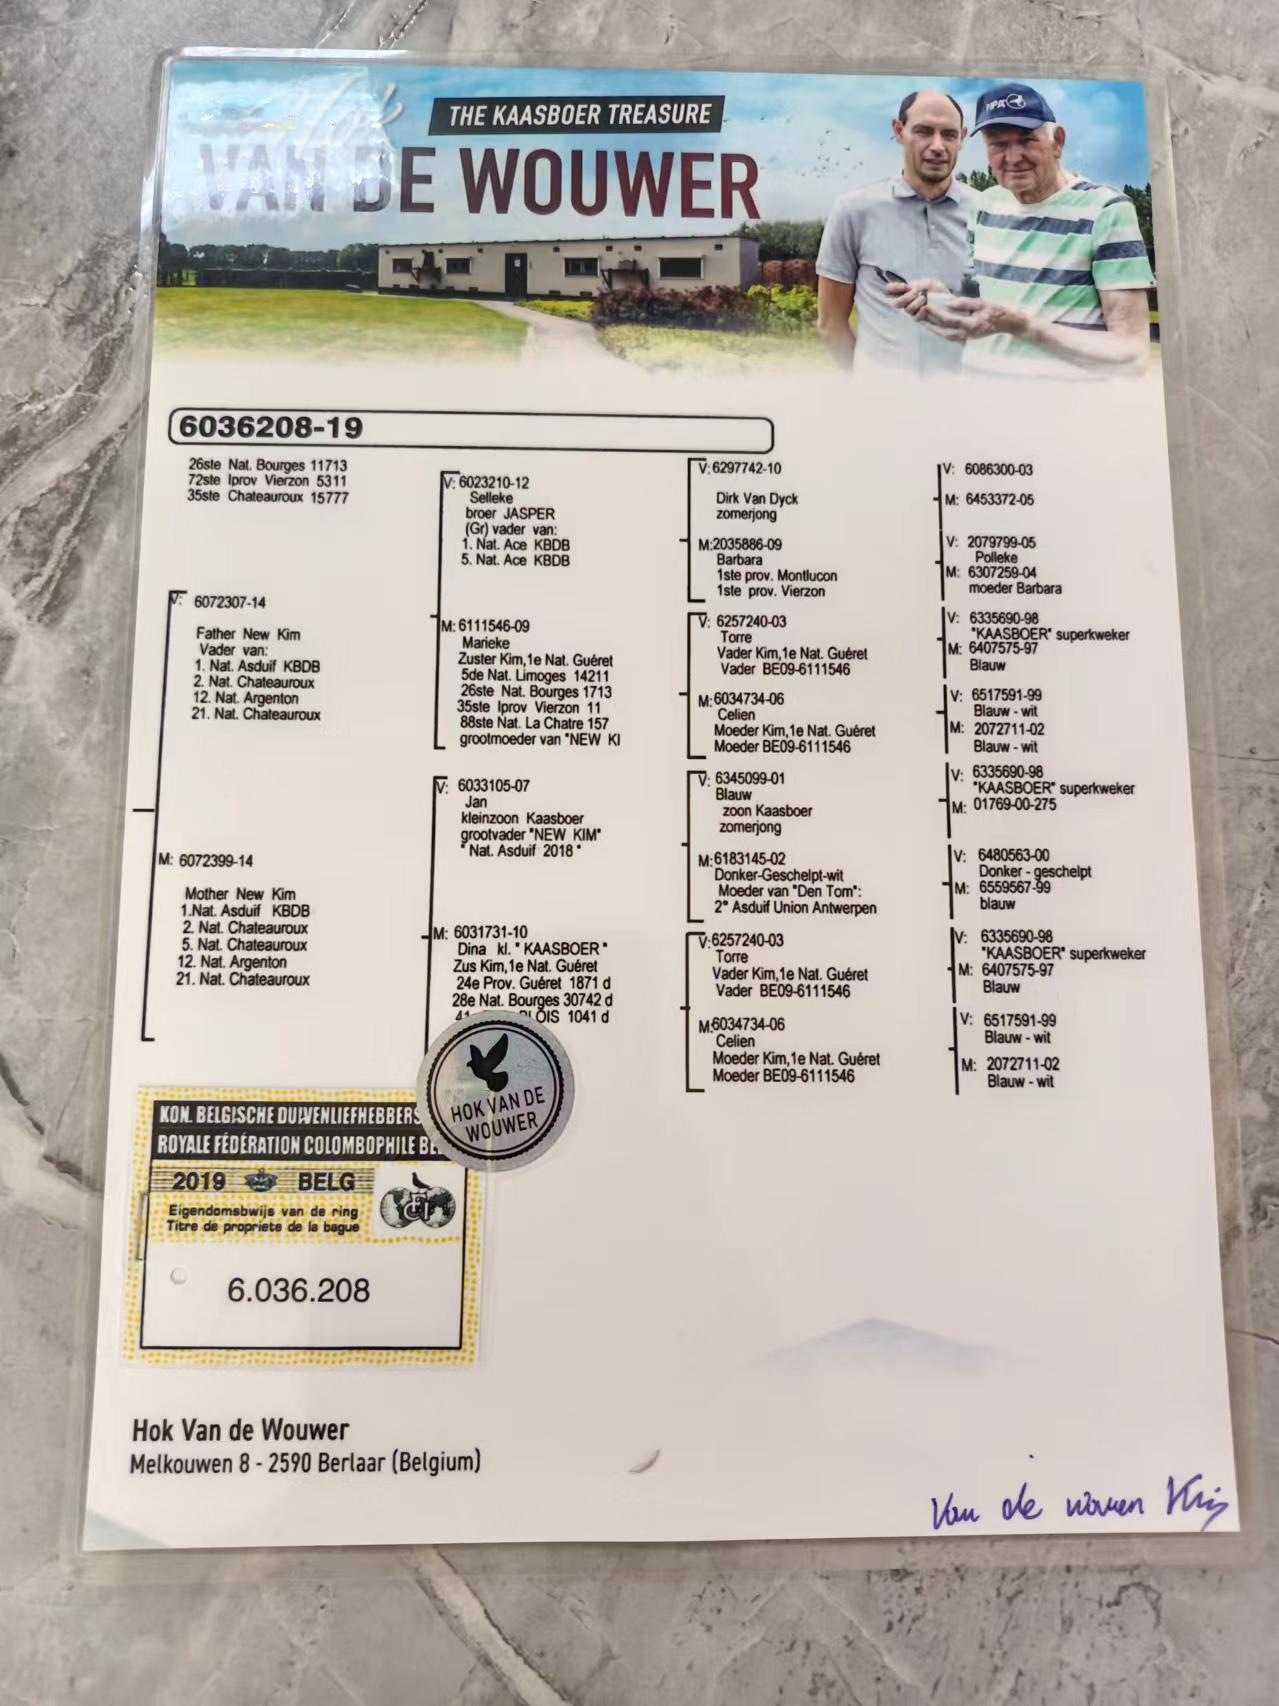 Hok
THE KAASBOER TREASURE
VAN DE WOUWER
PIPA
6036208-19
26ste Nat. Bourges 11713
72ste Iprov Vierzon 5311
35ste Chateauroux 15777
V: 6072307-14
Father New Kim
Vader van:
1. Nat. Asduif KBDB
2. Nat. Chateauroux
12. Nat. Argenton
21. Nat. Chateauroux
M: 6072399-14
Mother New Kim
1.Nat. Asduif KBDB
2. Nat. Chateauroux
5. Nat. Chateauroux
12. Nat. Argenton
21. Nat. Chateauroux
V: 6023210-12
Selleke
broer JASPER
(Gr) vader van:
1. Nat. Ace KBDB
5. Nat. Ace KBDB
M: 6111546-09
Marieke
Zuster Kim,1e Nat. Guéret
5de Nat. Limoges 14211
26ste Nat. Bourges 1713
35ste Iprov Vierzon 11
88ste Nat. La Chatre 157
grootmoeder van "NEW KI
V: 6033105-07
Jan
kleinzoon Kaasboer
grootvader "NEW KIM"
" Nat. Asduif 2018 "
M: 6031731-10
Dina kl. " KAASBOER "
Zus Kim,1e Nat. Guéret
24e Prov. Guéret 1871 d
28e Nat. Bourges 30742 d
41 BLOIS 1041 d
V: 6297742-10
Dirk Van Dyck
zomerjong
M:2035886-09
Barbara
1ste prov. Montlucon
1ste prov. Vierzon
V: 6257240-03
Torre
Vader Kim,1e Nat. Guéret
Vader BE09-6111546
M:6034734-06
Celien
Moeder Kim,1e Nat. Guéret
Moeder BE09-6111546
V: 6345099-01
Blauw
zoon Kaasboer
zomerjong
M:6183145-02
Donker-Geschelpt-wit
Moeder van "Den Tom":
2° Asduif Union Antwerpen
V:6257240-03
Torre
Vader Kim,1e Nat. Guéret
Vader BE09-6111546
M:6034734-06
Celien
Moeder Kim,1e Nat. Guéret
Moeder BE09-6111546
V: 6086300-03
M: 6453372-05
V: 2079799-05
Polleke
M: 6307259-04
moeder Barbara
V: 6335690-98
"KAASBOER" superkweker
M: 6407575-97
Blauw
V: 6517591-99
Blauw - wit
M: 2072711-02
Blauw - wit
V: 6335690-98
"KAASBOER" superkweker
M: 01769-00-275
V: 6480563-00
Donker - geschelpt
M: 6559567-99
blauw
V: 6335690-98
"KAASBOER" superkweker
M: 6407575-97
Blauw
V: 6517591-99
Blauw - wit
M: 2072711-02
Blauw - wit
HOK VAN DE
WOUWER
KON. BELGISCHE DUIVENLIEFHEBBERS
ROYALE FÉDÉRATION COLOMBOPHILE BE
2019 BELG
Eigendomsbwijs van de ring
Titre de propriete de la bague
6.036.208
Hok Van de Wouwer
Melkouwen 8 - 2590 Berlaar (Belgium)
Van de